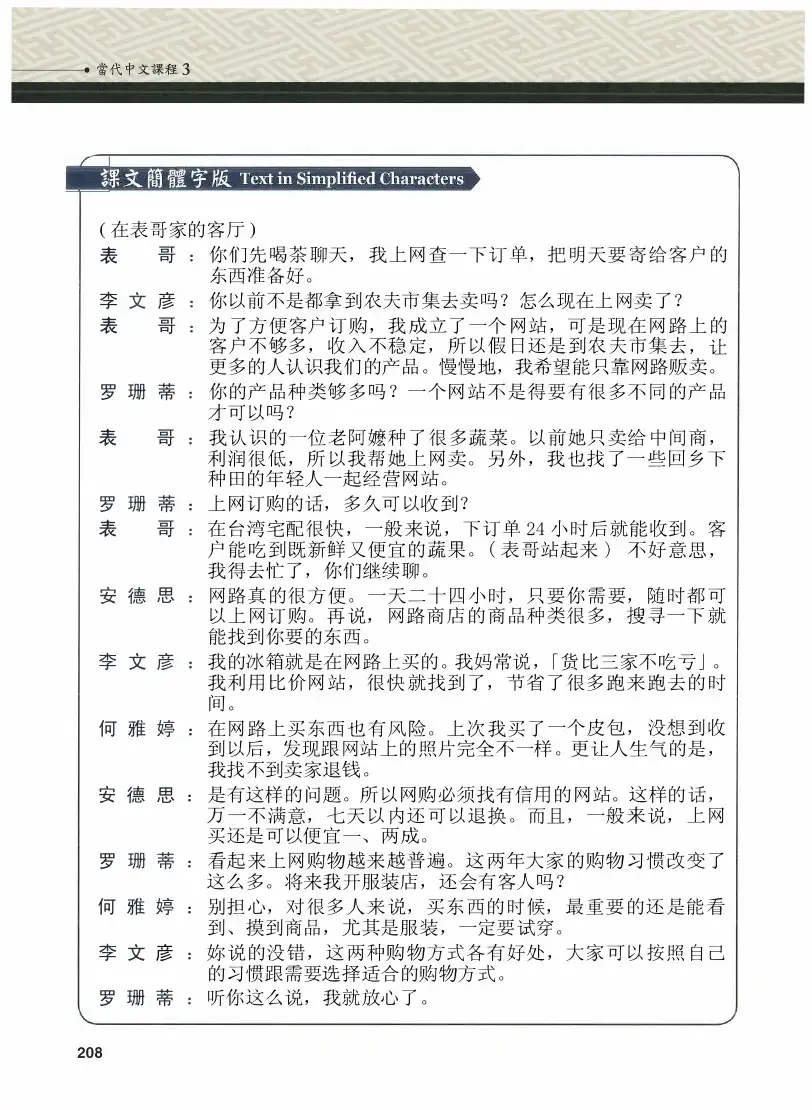 當代中文課程 3
課文簡體字版 Text in Simplified Characters
(在表哥家的客厅)
表哥：你们先喝茶聊天，我上网查一下订单，把明天要寄给客户的
东西准备好。
李文彦：你以前不是都拿到农夫市集去卖吗？怎么现在上网卖了？
表哥：为了方便客户订购，我成立了一个网站，可是现在网路上的
客户不够多，收入不稳定，所以假日还是到农夫市集去，让
更多的人认识我们的产品。慢慢地，我希望能只靠网路贩卖。
罗珊蒂：你的产品种类够多吗？一个网站不是得要有很多不同的产品
才可以吗？
表哥：我认识的一位老阿嬷种了很多蔬菜。以前她只卖给中间商，
利润很低，所以我帮她上网卖。另外，我也找了一些回乡下
种田的年轻人一起经营网站。
罗珊蒂：上网订购的话，多久可以收到？
表哥：在台湾宅配很快，一般来说，下订单 24 小时后就能收到。客
户能吃到既新鲜又便宜的蔬果。(表哥站起来) 不好意思，
我得去忙了，你们继续聊。
安德思：网路真的很方便。一天二十四小时，只要你需要，随时都可
以上网订购。再说，网路商店的商品种类很多，搜寻一下就
能找到你要的东西。
李文彦：我的冰箱就是在网路上买的。我妈常说，「货比三家不吃亏」。
我利用比价网站，很快就找到了，节省了很多跑来跑去的时
间。
何雅婷：在网路上买东西也有风险。上次我买了一个皮包，没想到收
到以后，发现跟网站上的照片完全不一样。更让人生气的是，
我找不到卖家退钱。
安德思：是有这样的问题。所以网购必须找有信用的网站。这样的话，
万一不满意，七天以内还可以退换。而且，一般来说，上网
买还是可以便宜一、两成。
罗珊蒂：看起来上网购物越来越普遍。这两年大家的购物习惯改变了
这么多。将来我开服装店，还会有客人吗？
何雅婷：别担心，对很多人来说，买东西的时候，最重要的还是能看
到、摸到商品，尤其是服装，一定要试穿。
李文彦：妳说的没错，这两种购物方式各有好处，大家可以按照自己
的习惯跟需要选择适合的购物方式。
罗珊蒂：听你这么说，我就放心了。
208